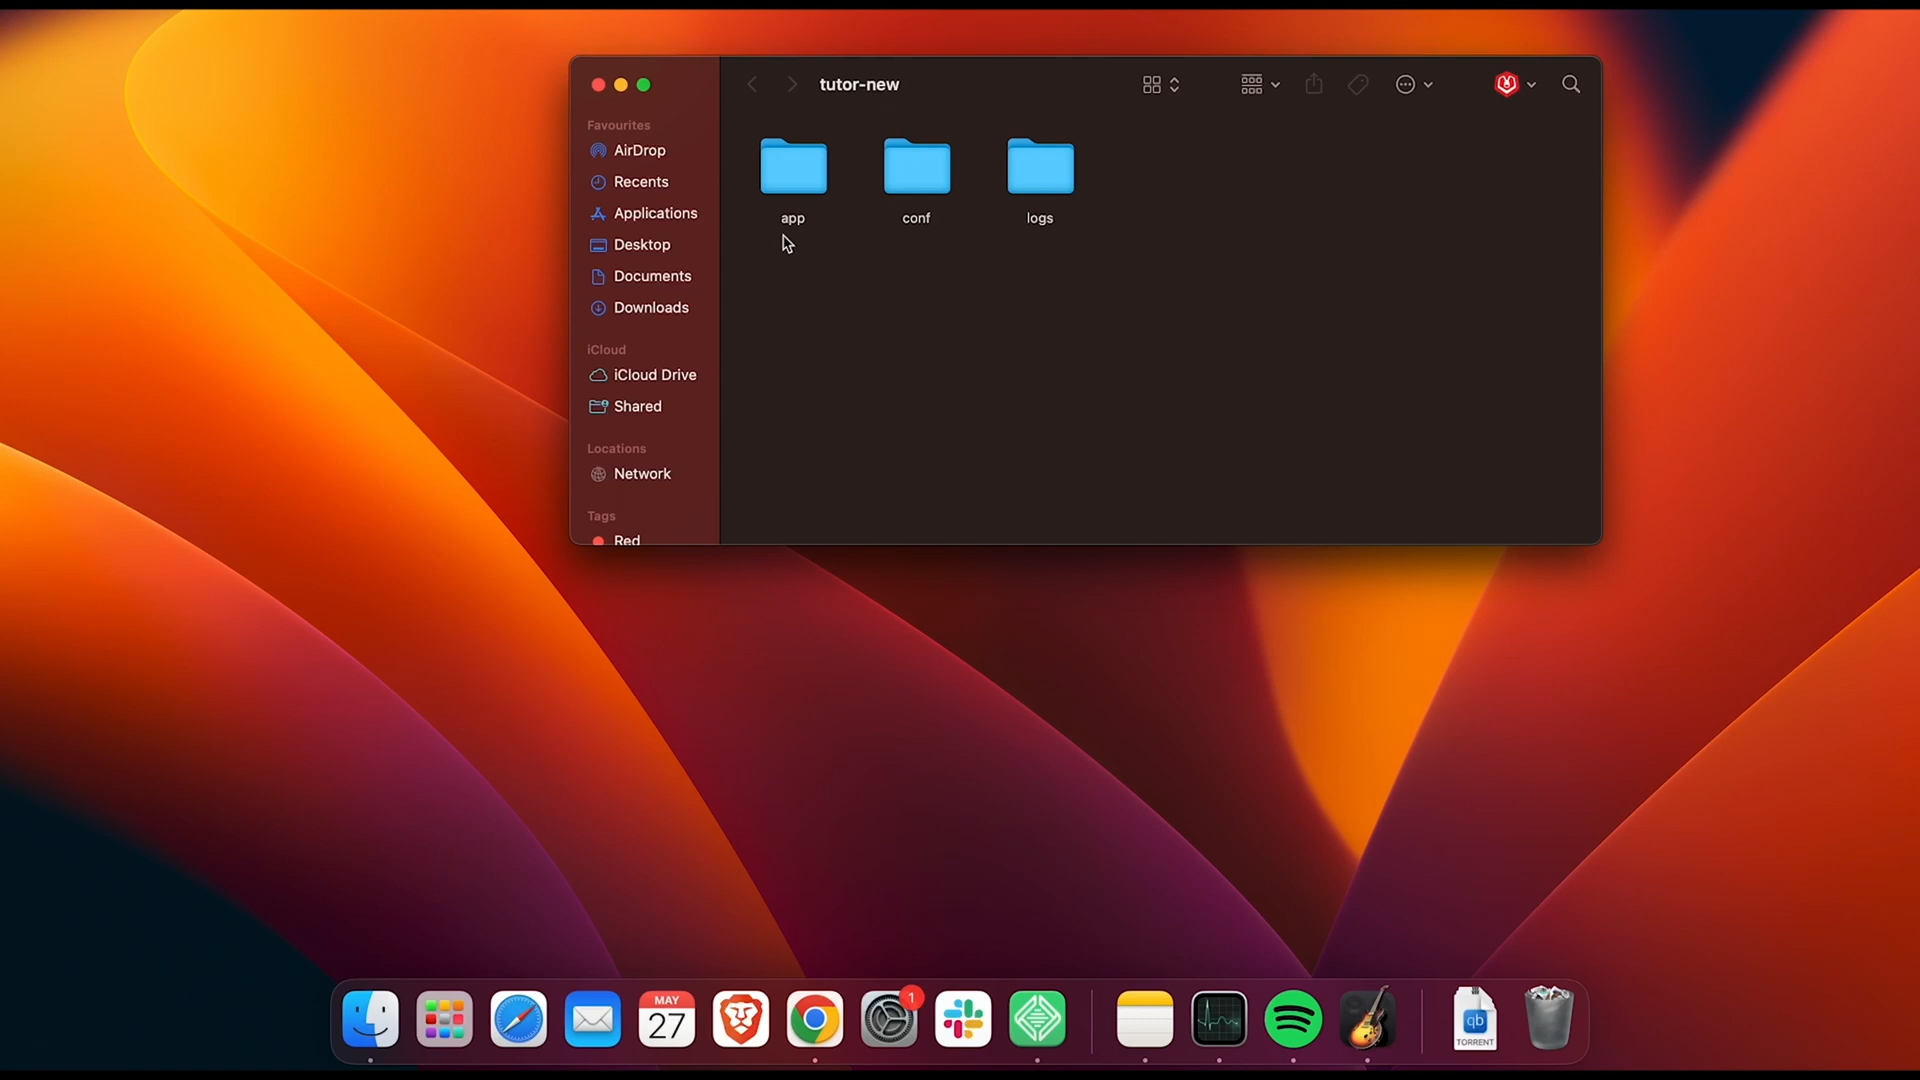 tutor-new
Favourites
AirDrop
Recents
Applications
Desktop
Documents
Downloads
iCloud
iCloud Drive
Shared
Locations
Network
Tags
Red
app
conf
logs
MAY
27
1
qb
TORRENT